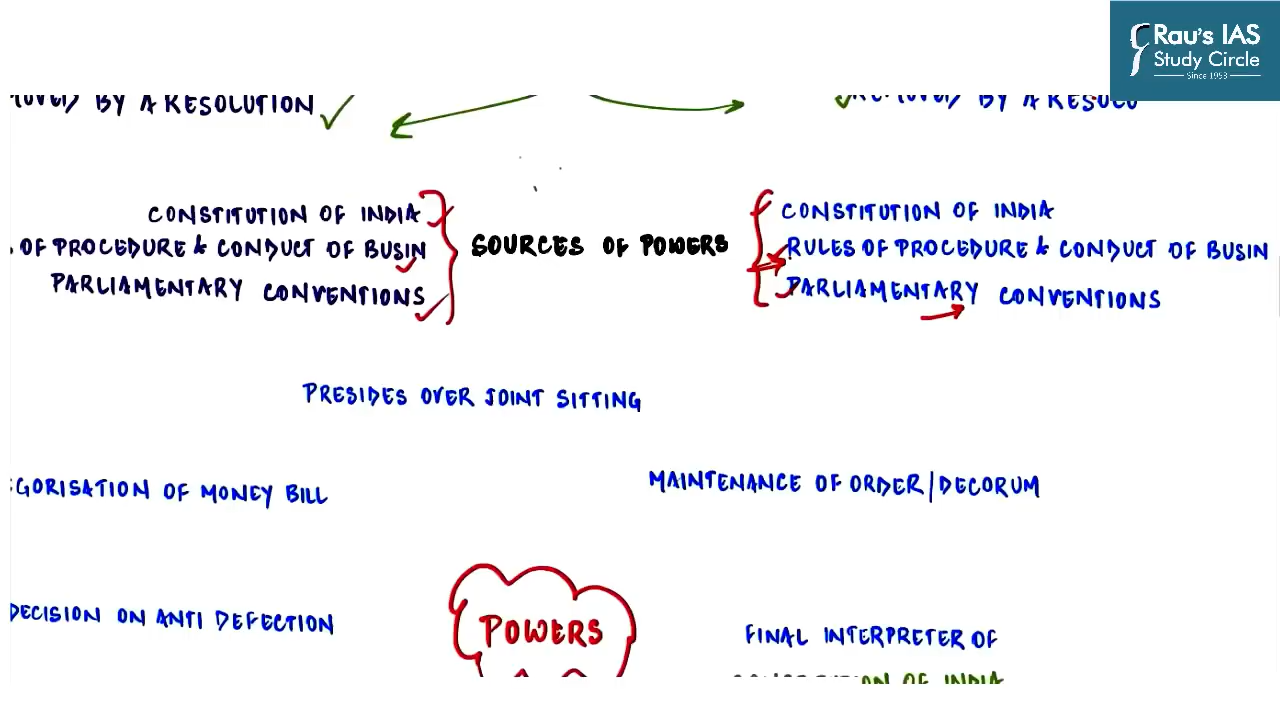 Rau's IAS
Study Circle
Since 1953
BY A RESOLUTION
BY A
CONSTITUTION OF INDIA
. OF PROCEDURE & CONDUCT OF BUSIN
PARLIAMENTARY CONVENTIONS
SOURCES OF POWERS
CONSTITUTION OF INDIA
RULES OF PROCEDURE & CONDUCT OF BUSIN
PARLIAMENTARY CONVENTIONS
PRESIDES OVER JOINT SITTING
GORISATION OF MONEY BILL
MAINTENANCE OF ORDER/DECORUM
DECISION ON ANTI DEFECTION
POWERS
FINAL INTERPRETER OF
OF INDIA